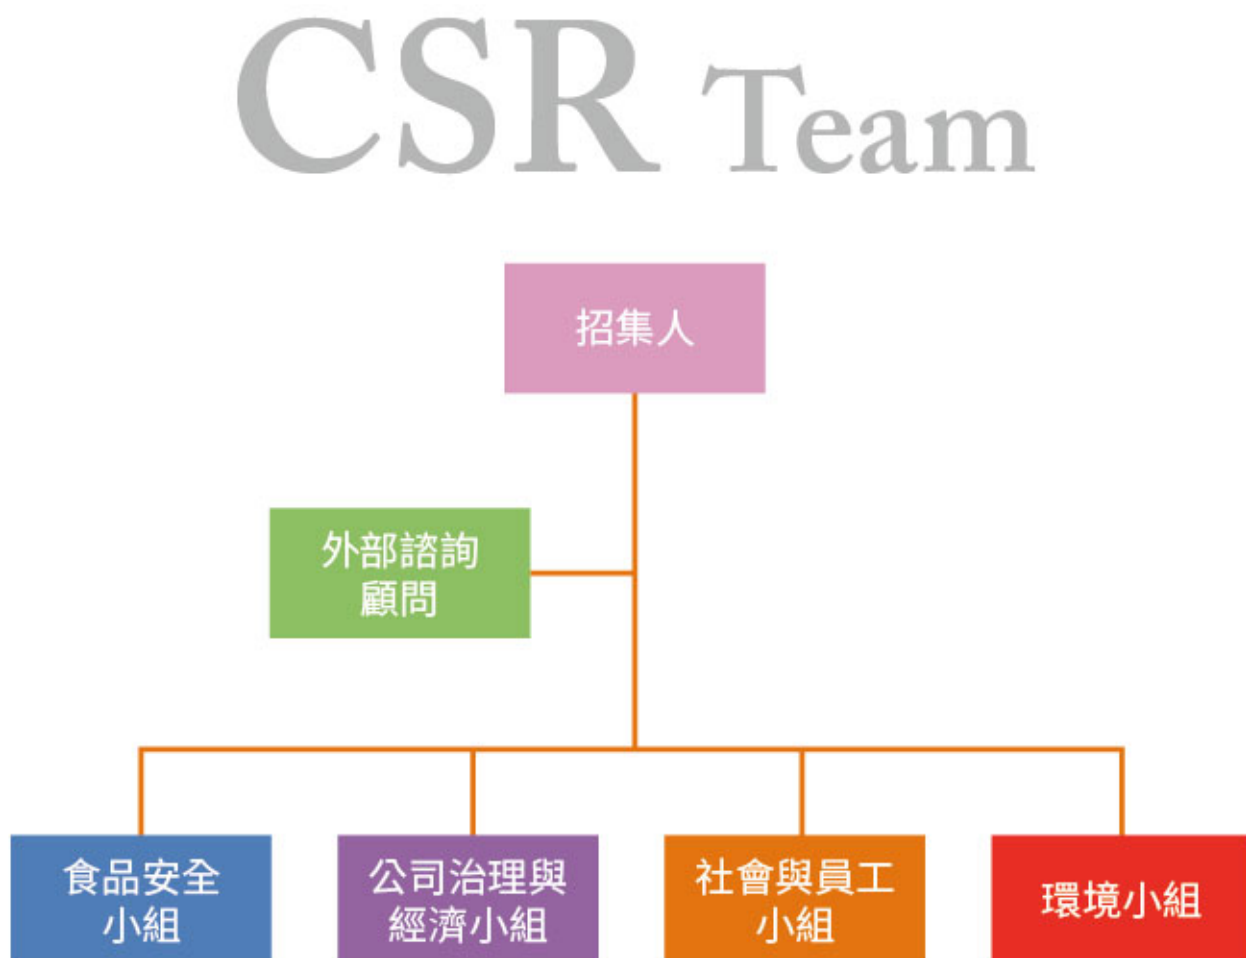 CSR Team
招集人
外部諮詢
顧問
食品安全
小組
公司治理與
經濟小組
社會與員工
小組
環境小組